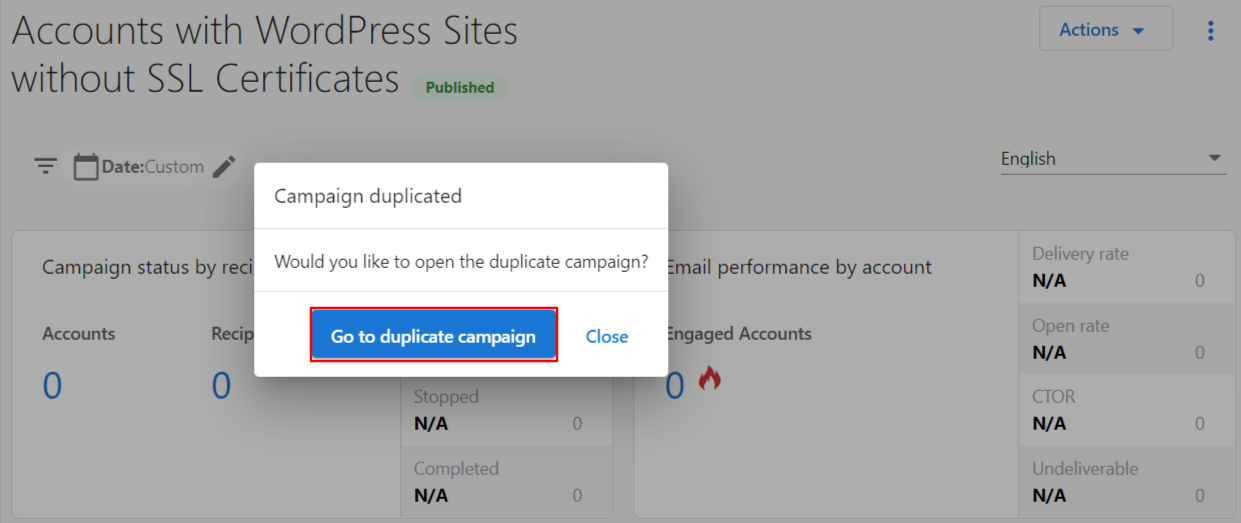 Accounts with WordPress Sites
without SSL Certificates
Published
Actions
Date:Custom
English
Campaign duplicated
Would you like to open the duplicate campaign?
Go to duplicate campaign
Close
Campaign status by reci
Accounts
0
Recip
0
Stopped
N/A 0
Completed
N/A 0
Email performance by account
Engaged Accounts
0
Delivery rate
N/A 0
Open rate
N/A 0
CTOR
N/A 0
Undeliverable
N/A 0